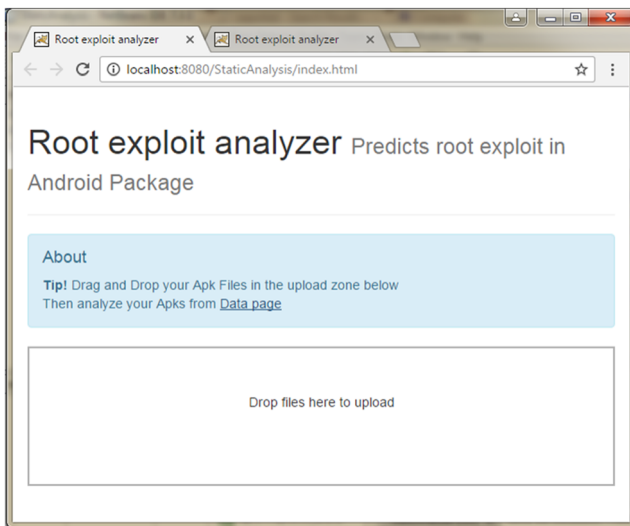 Root exploit analyzer
Root exploit analyzer
localhost:8080/StaticAnalysis/index.html
Root exploit analyzer Predicts root exploit in
Android Package
About
Tip! Drag and Drop your Apk Files in the upload zone below
Then analyze your Apks from Data page
Drop files here to upload